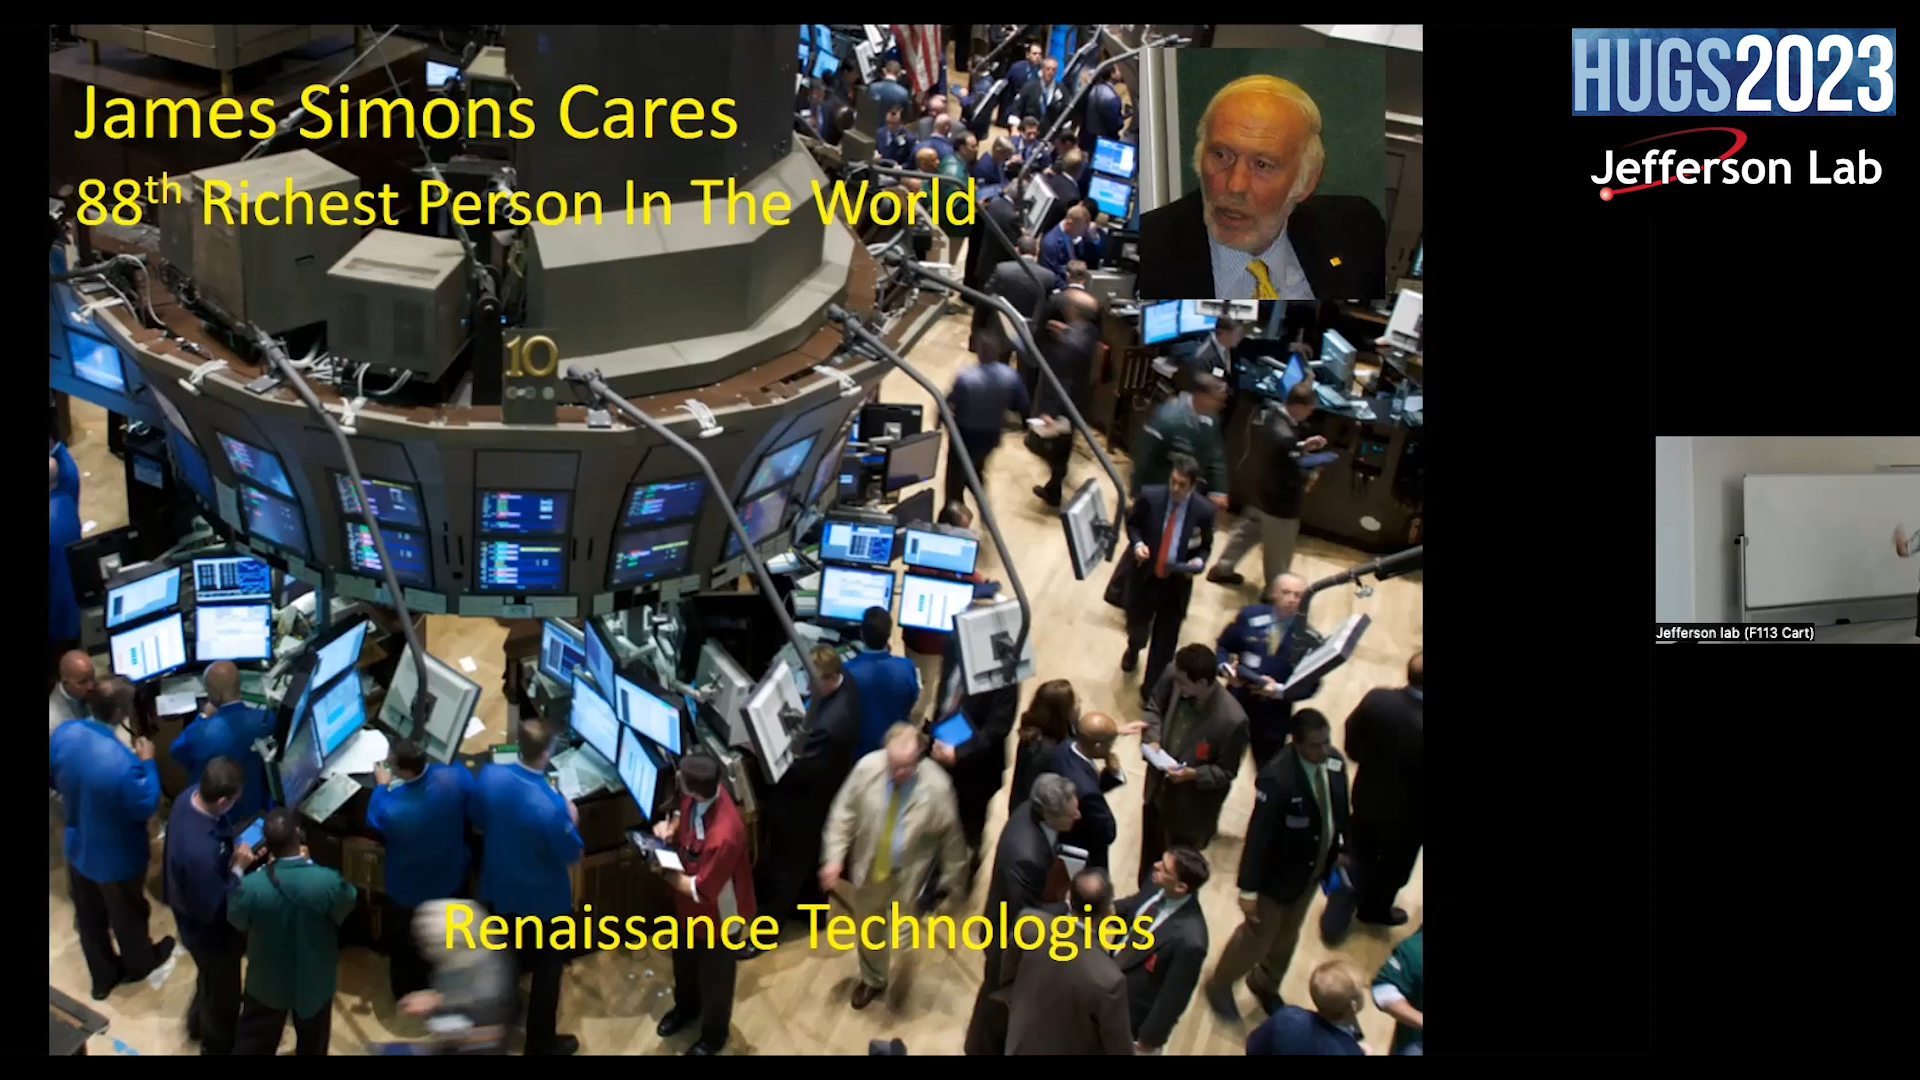 James Simons Cares
88th Richest Person In The World
10
Renaissance Technologies
HUGS2023
Jefferson Lab
Jefferson lab (F113 Cart)